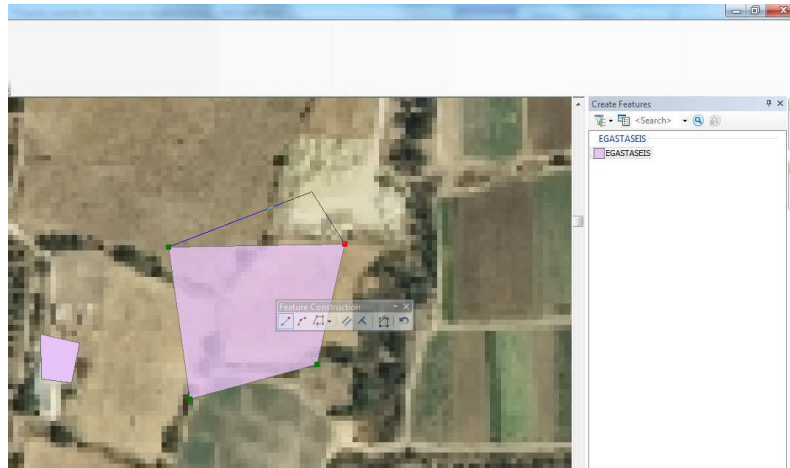 Create Features
<Search>
EGASTASEIS
EGASTASEIS
Feature Construction